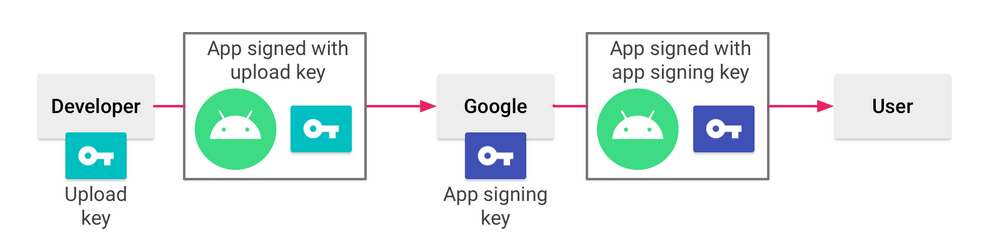 App signed with
upload key
App signed with
app signing key
Developer
Google
User
Upload
key
App signing
key